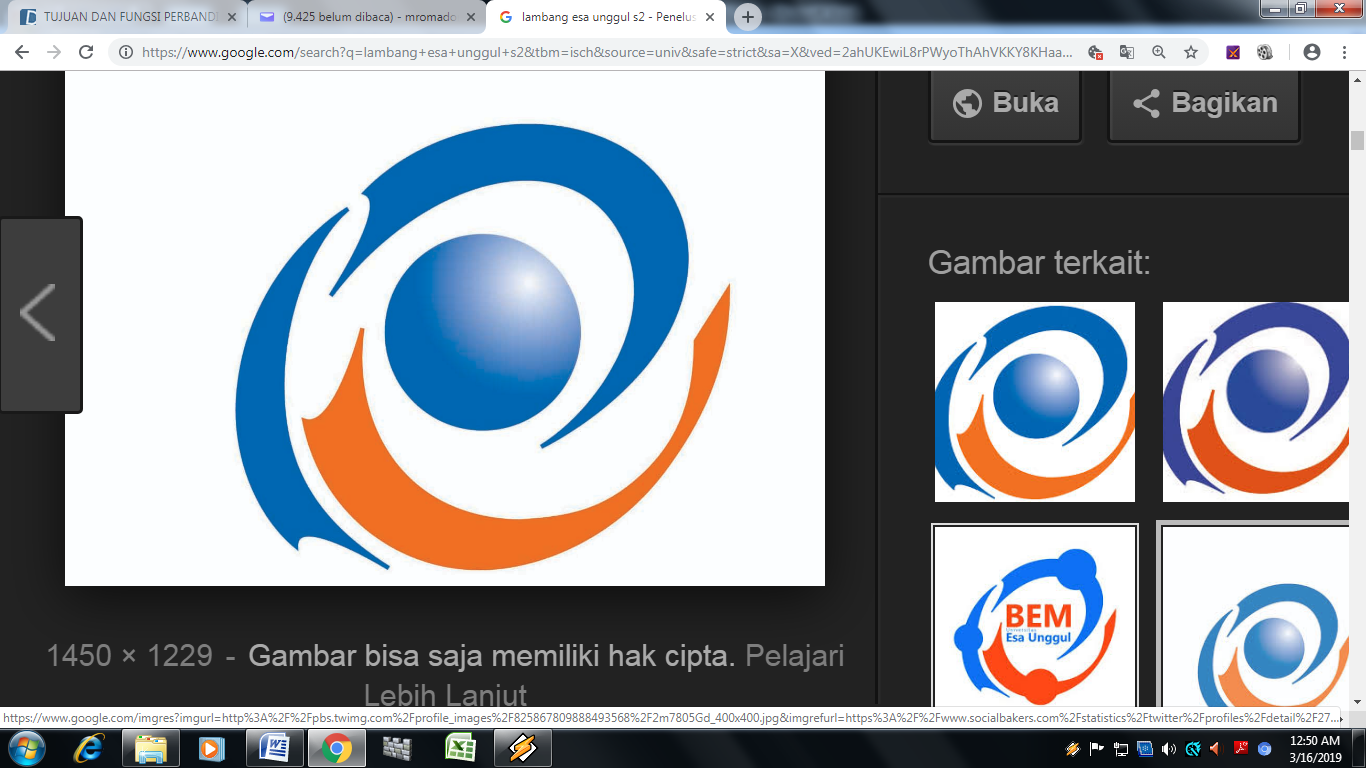 TUJUAN DAN FUNGSI PERBANDI
(9.425 belum dibaca) - mromado
lambang esa unggul s2 - Penelus
https://www.google.com/search?q=lambang+esa+unggul+s2&tbm=isch&source=univ&safe=strict&sa=X&ved=2ahUKEwiL8rPWyoThAhVKKY8KHaa...
Buka
Bagikan
Gambar terkait:
BEM
Universitas
Esa Unggul
1450 × 1229 - Gambar bisa saja memiliki hak cipta. Pelajari
Lebih Lanjut
https://www.google.com/imgres?imgurl=http%3A%2F%2Fpbs.twimg.com%2Fprofile_images%2F825867809888493568%2F2m7805Gd_400x400.jpg&imgrefurl=https%3A%2F%2Fwww.socialbakers.com%2Fstatistics%2Ftwitter%2Fprofiles%2Fdetail%2F27...
12:50 AM
3/16/2019